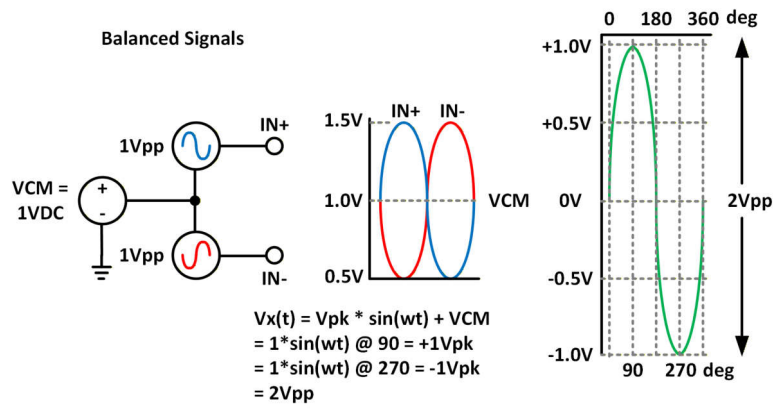 Balanced Signals
1Vpp
IN+
VCM =
1VDC
+
-
1Vpp
IN-
IN+ IN-
1.5V
1.0V
0.5V
VCM
Vx(t) = Vpk * sin(wt) + VCM
= 1*sin(wt) @ 90 = +1Vpk
= 1*sin(wt) @ 270 = -1Vpk
= 2Vpp
0 180 360 deg
+1.0V
+0.5V
0V
-0.5V
-1.0V
2Vpp
90 270 deg